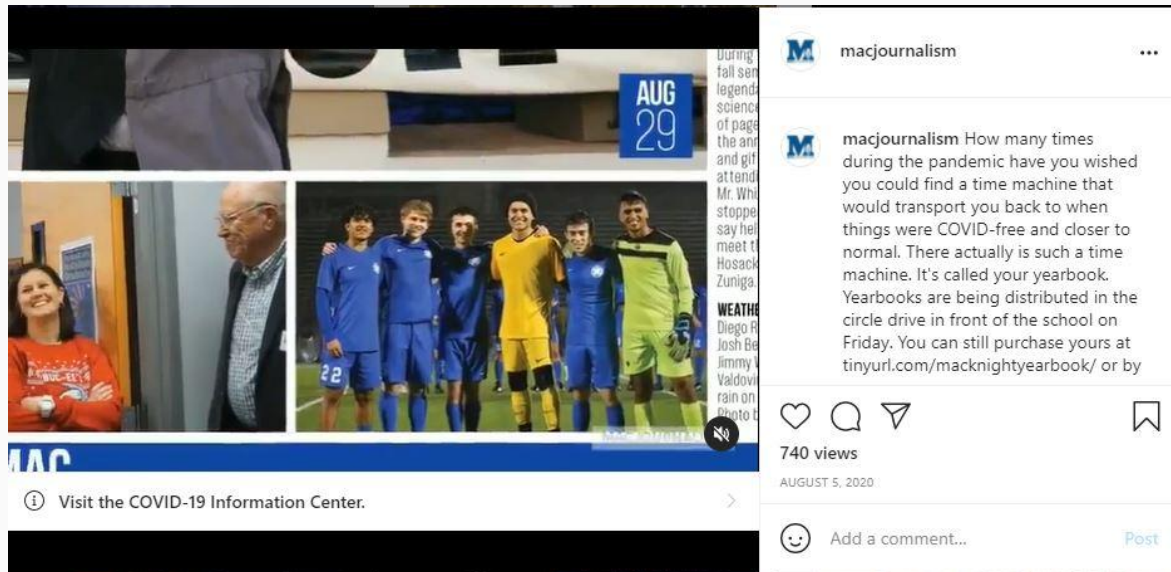 During
fall sen
legenda
science
of page
the ann
and gif
attendi
Mr. Whi
stoppe
say hel
meet t
Hosack
Zuniga.
AUG
29
22
WEATHE
Diego R
Josh Be
Jimmy
Valdovi
rain on
Photo b
MAC
Visit the COVID-19 Information Center.
M
macjournalism
M
macjournalism How many times
during the pandemic have you wished
you could find a time machine that
would transport you back to when
things were COVID-free and closer to
normal. There actually is such a time
machine. It's called your yearbook.
Yearbooks are being distributed in the
circle drive in front of the school on
Friday. You can still purchase yours at
tinyurl.com/macknightyearbook/ or by
740 views
AUGUST 5, 2020
Add a comment...
Post